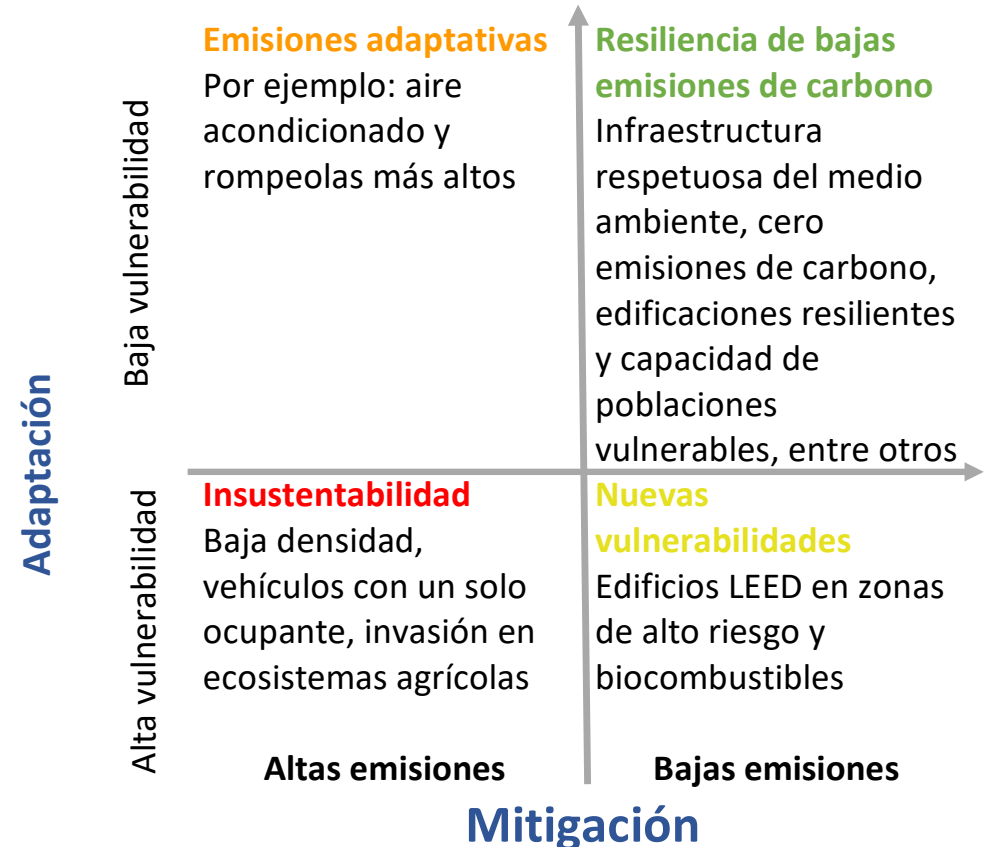 Emisiones adaptativas
Por ejemplo: aire
acondicionado y
rompeolas más altos
Resiliencia de bajas
emisiones de carbono
Infraestructura
respetuosa del medio
ambiente, cero
emisiones de carbono,
edificaciones resilientes
y capacidad de
poblaciones
vulnerables, entre otros
Baja vulnerabilidad
Adaptación
Alta vulnerabilidad
Insustentabilidad
Baja densidad,
vehículos con un solo
ocupante, invasión en
ecosistemas agrícolas
Nuevas
vulnerabilidades
Edificios LEED en zonas
de alto riesgo y
biocombustibles
Altas emisiones
Bajas emisiones
Mitigación